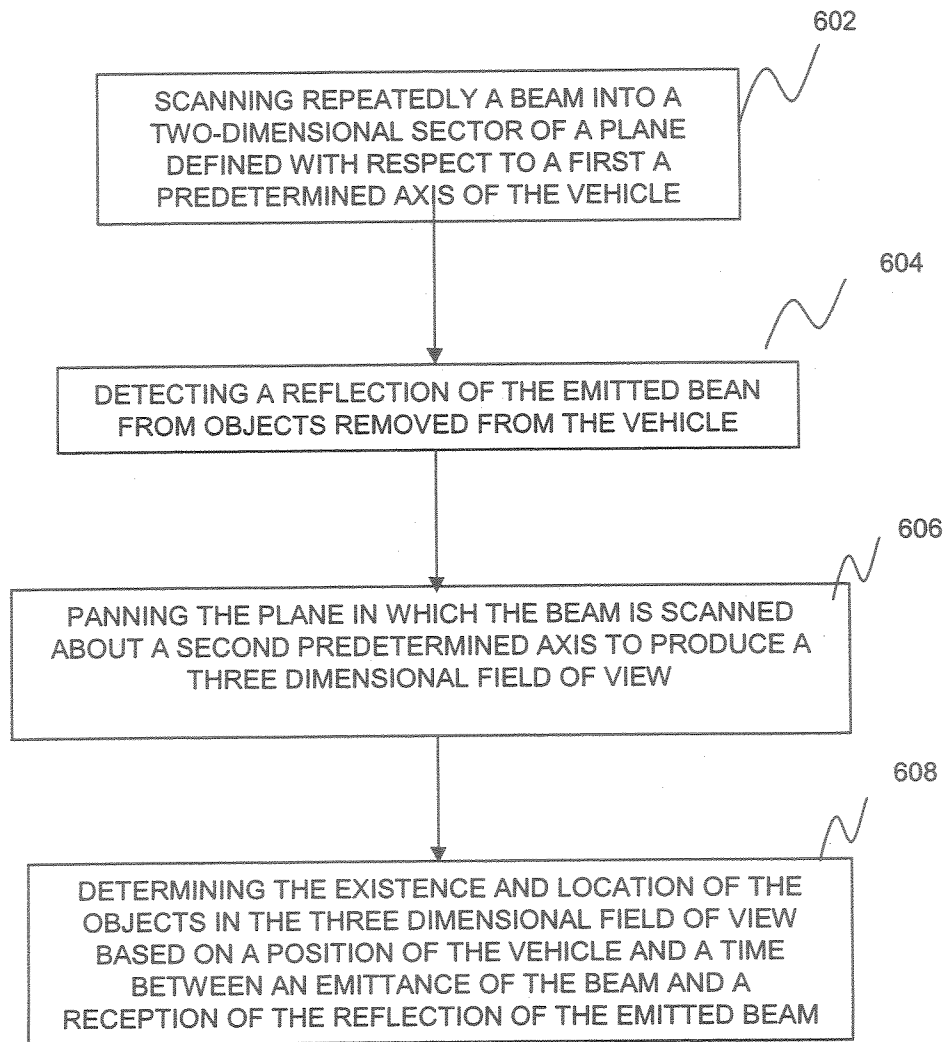 602
SCANNING REPEATEDLY A BEAM INTO A
TWO-DIMENSIONAL SECTOR OF A PLANE
DEFINED WITH RESPECT TO A FIRST A
PREDETERMINED AXIS OF THE VEHICLE
604
DETECTING A REFLECTION OF THE EMITTED BEAN
FROM OBJECTS REMOVED FROM THE VEHICLE
606
PANNING THE PLANE IN WHICH THE BEAM IS SCANNED
ABOUT A SECOND PREDETERMINED AXIS TO PRODUCE A
THREE DIMENSIONAL FIELD OF VIEW
608
DETERMINING THE EXISTENCE AND LOCATION OF THE
OBJECTS IN THE THREE DIMENSIONAL FIELD OF VIEW
BASED ON A POSITION OF THE VEHICLE AND A TIME
BETWEEN AN EMITTANCE OF THE BEAM AND A
RECEPTION OF THE REFLECTION OF THE EMITTED BEAM